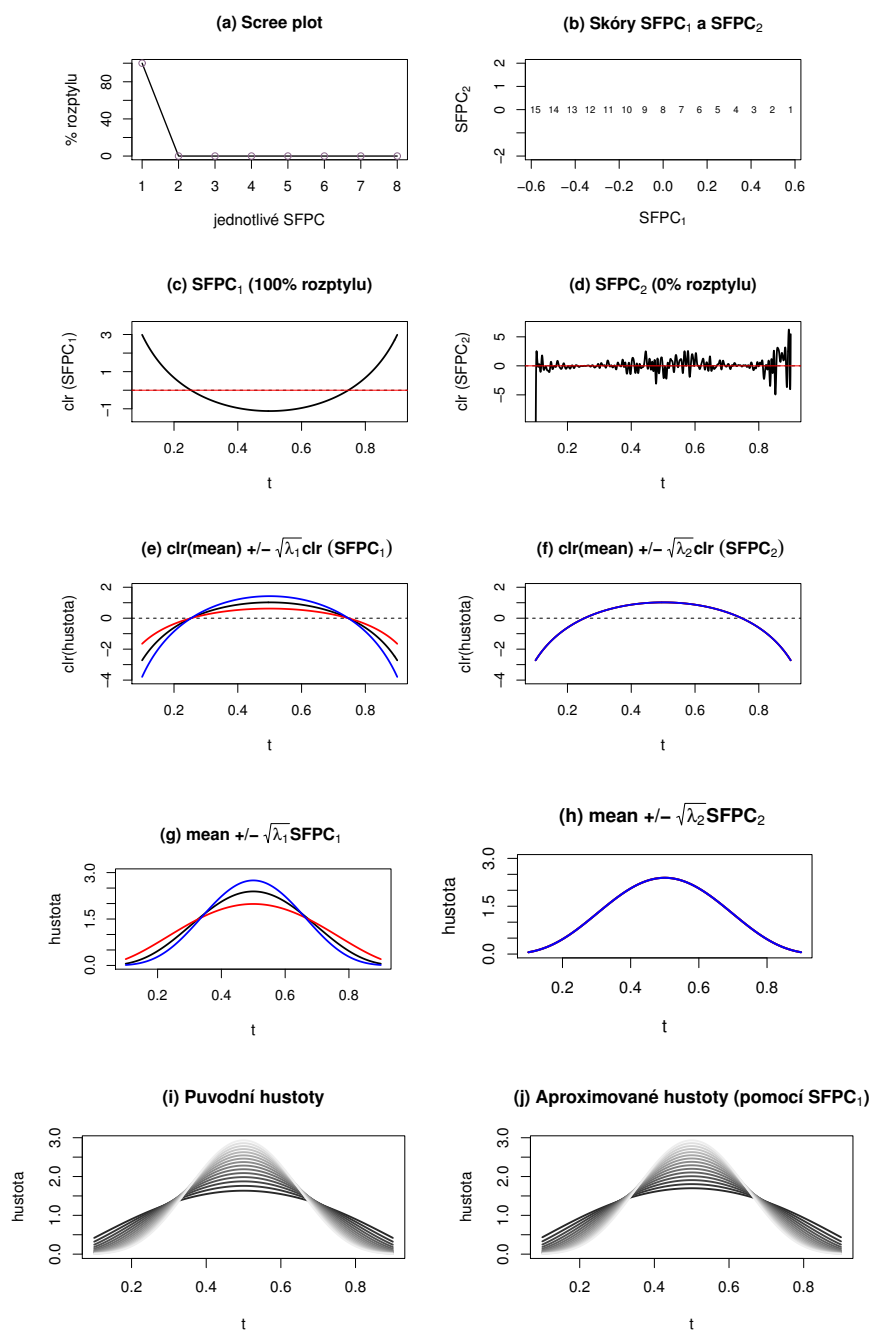 (a) Scree plot
% rozptylu
0 40 80
1 2 3 4 5 6 7 8
jednotlivé SFPC
(b) Skóry SFPC₁ a SFPC₂
SFPC₂
−2 −1 0 1 2
15 14 13 12 11 10 9 8 7 6 5 4 3 2 1
−0.6 −0.4 −0.2 0.0 0.2 0.4 0.6
SFPC₁
(c) SFPC₁ (100% rozptylu)
clr (SFPC₁)
−1 1 3
0.2 0.4 0.6 0.8
t
(d) SFPC₂ (0% rozptylu)
clr (SFPC₂)
−5 0 5
0.2 0.4 0.6 0.8
t
(e) clr(mean) +/− √λ₁clr (SFPC₁)
clr(hustota)
−4 −2 0 2
0.2 0.4 0.6 0.8
t
(f) clr(mean) +/− √λ₂clr (SFPC₂)
clr(hustota)
−4 −2 0 2
0.2 0.4 0.6 0.8
t
(g) mean +/− √λ₁SFPC₁
hustota
0.0 1.5 3.0
0.2 0.4 0.6 0.8
t
(h) mean +/− √λ₂SFPC₂
hustota
0.0 1.5 3.0
0.2 0.4 0.6 0.8
t
(i) Puvodní hustoty
hustota
0.0 1.0 2.0 3.0
0.2 0.4 0.6 0.8
t
(j) Aproximované hustoty (pomocí SFPC₁)
hustota
0.0 1.0 2.0 3.0
0.2 0.4 0.6 0.8
t